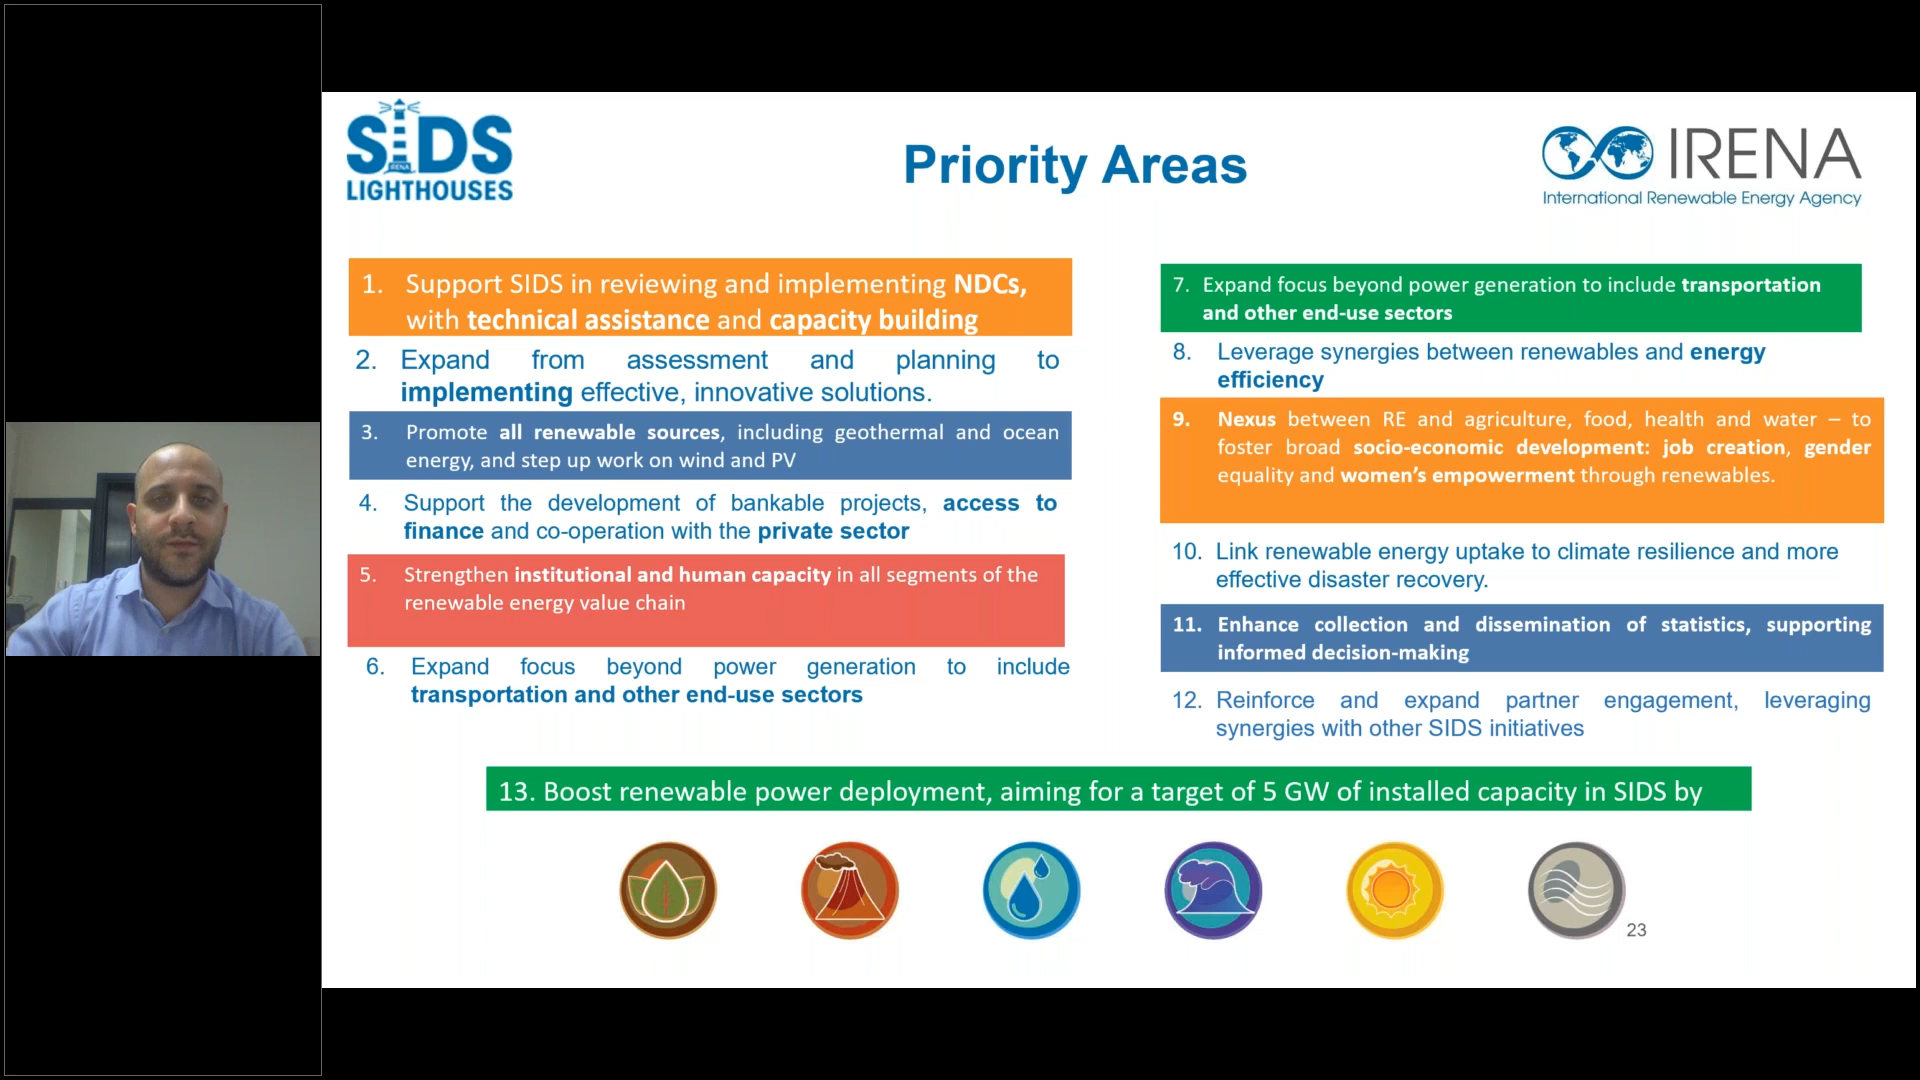 SIDS
IRENA
LIGHTHOUSES
Priority Areas
IRENA
International Renewable Energy Agency
1. Support SIDS in reviewing and implementing NDCs,
with technical assistance and capacity building
2. Expand from assessment and planning to
implementing effective, innovative solutions.
3. Promote all renewable sources, including geothermal and ocean
energy, and step up work on wind and PV
4. Support the development of bankable projects, access to
finance and co-operation with the private sector
5. Strengthen institutional and human capacity in all segments of the
renewable energy value chain
6. Expand focus beyond power generation to include
transportation and other end-use sectors
7. Expand focus beyond power generation to include transportation
and other end-use sectors
8. Leverage synergies between renewables and energy
efficiency
9. Nexus between RE and agriculture, food, health and water – to
foster broad socio-economic development: job creation, gender
equality and women’s empowerment through renewables.
10. Link renewable energy uptake to climate resilience and more
effective disaster recovery.
11. Enhance collection and dissemination of statistics, supporting
informed decision-making
12. Reinforce and expand partner engagement, leveraging
synergies with other SIDS initiatives
13. Boost renewable power deployment, aiming for a target of 5 GW of installed capacity in SIDS by
23